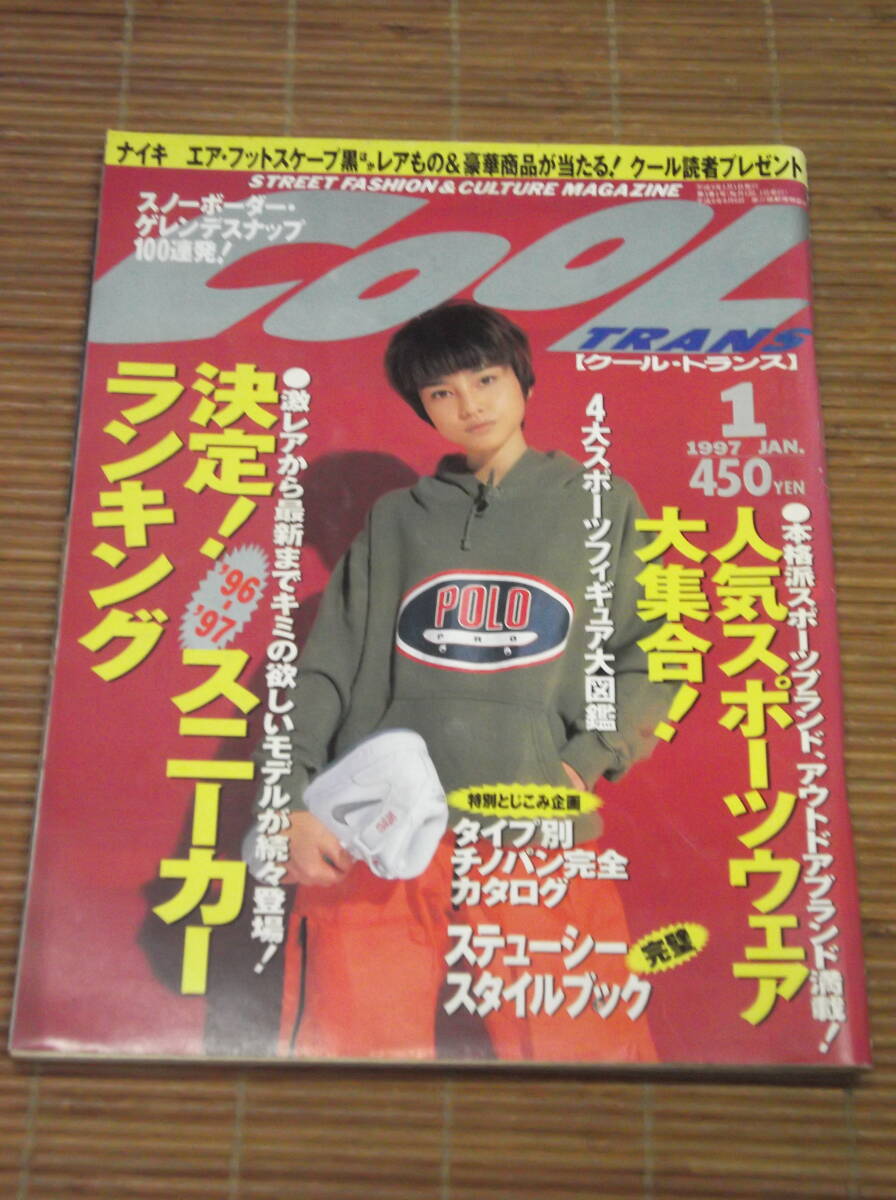 ナイキ エア・フットスケープ黒ほかレアもの&豪華商品が当たる! クール読者プレゼント
STREET FASHION & CULTURE MAGAZINE
スノーボーダー・
ゲレンデスナップ
100連発!
COOL
TRANS
【クール・トランス】
1
1997 JAN.
450YEN
●本格派スポーツブランド、アウトドアブランド満載!
人気スポーツウェア
大集合!
4大スポーツフィギュア大図鑑
●激レアから最新までキミの欲しいモデルが続々登場!
決定!
'96-
'97
スニーカー
ランキング
POLO
PRO
特別とじこみ企画
タイプ別
チノパン完全
カタログ
ステューシー
完璧
スタイルブック